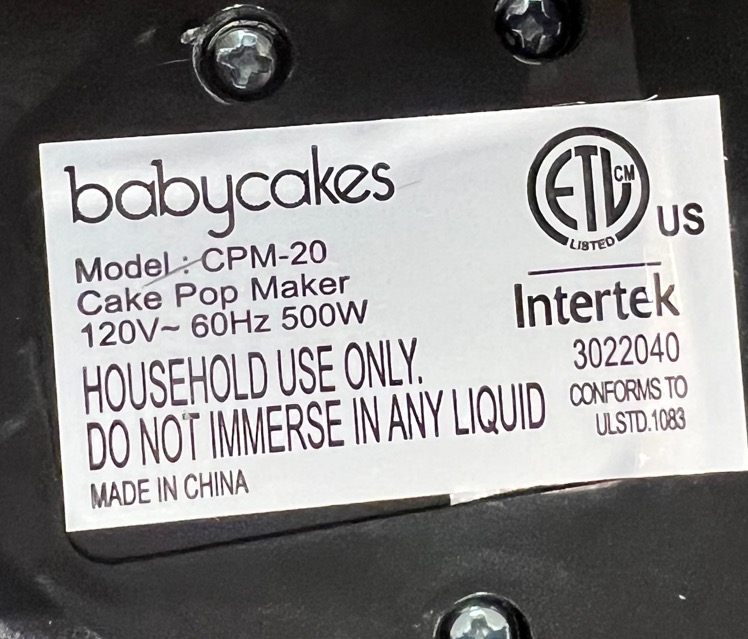 babycakes
Model : CPM-20
Cake Pop Maker
120V~ 60Hz 500W
HOUSEHOLD USE ONLY.
DO NOT IMMERSE IN ANY LIQUID
MADE IN CHINA
ETL CM
LISTED
US
Intertek
3022040
CONFORMS TO
ULSTD.1083